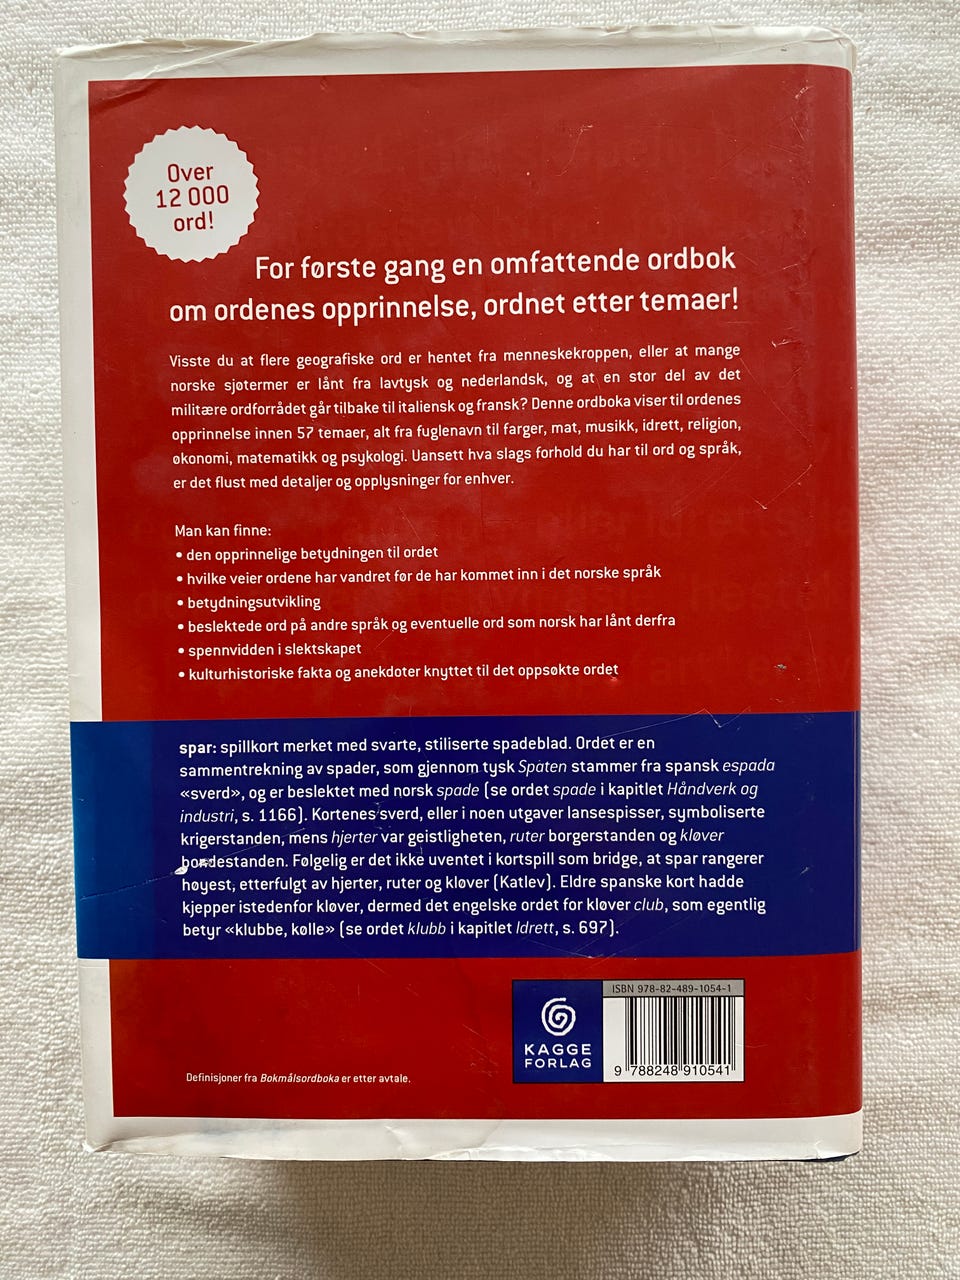 Over
12 000
ord!
For første gang en omfattende ordbok
om ordenes opprinnelse, ordnet etter temaer!
Visste du at flere geografiske ord er hentet fra menneskekroppen, eller at mange
norske sjøtermer er lånt fra lavtysk og nederlandsk, og at en stor del av det
militære ordforrådet går tilbake til italiensk og fransk? Denne ordboka viser til ordenes
opprinnelse innen 57 temaer, alt fra fuglenavn til farger, mat, musikk, idrett, religion,
økonomi, matematikk og psykologi. Uansett hva slags forhold du har til ord og språk,
er det flust med detaljer og opplysninger for enhver.
Man kan finne:
• den opprinnelige betydningen til ordet
• hvilke veier ordene har vandret før de har kommet inn i det norske språk
• betydningsutvikling
• beslektede ord på andre språk og eventuelle ord som norsk har lånt derfra
• spennvidden i slektskapet
• kulturhistoriske fakta og anekdoter knyttet til det oppsøkte ordet
spar: spillkort merket med svarte, stiliserte spadeblad. Ordet er en
sammentrekning av spader, som gjennom tysk Spaten stammer fra spansk espada
«sverd», og er beslektet med norsk spade (se ordet spade i kapitlet Håndverk og
industri, s. 1166). Kortenes sverd, eller i noen utgaver lansespisser, symboliserte
krigerstanden, mens hjerter var geistligheten, ruter borgerstanden og kløver
bondestanden. Følgelig er det ikke uventet i kortspill som bridge, at spar rangerer
høyest, etterfulgt av hjerter, ruter og kløver (Katlev). Eldre spanske kort hadde
kjepper istedenfor kløver, dermed det engelske ordet for kløver club, som egentlig
betyr «klubbe, kølle» (se ordet klubb i kapitlet Idrett, s. 697).
ISBN 978-82-489-1054-1
KAGGE
FORLAG
9 788248 910541
Definisjoner fra Bokmålsordboka er etter avtale.